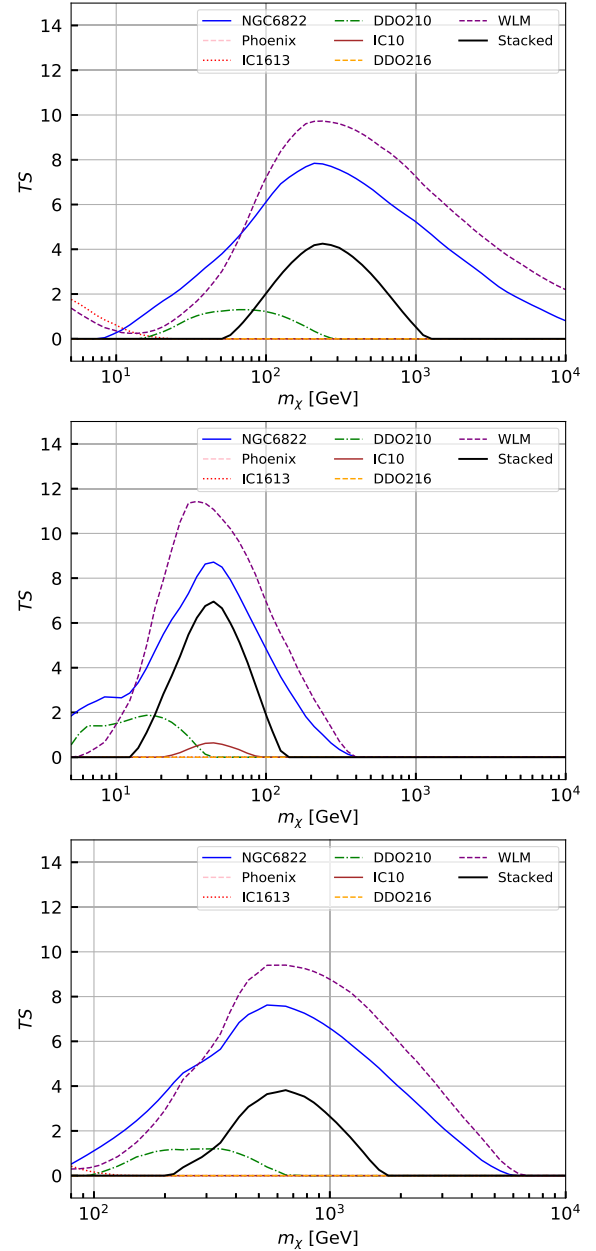 14
12
10
8
6
4
2
0
TS
NGC6822 DDO210 WLM
Phoenix IC10 Stacked
IC1613 DDO216
10¹ 10² 10³ 10⁴
mχ [GeV]
14
12
10
8
6
4
2
0
TS
NGC6822 DDO210 WLM
Phoenix IC10 Stacked
IC1613 DDO216
10¹ 10² 10³ 10⁴
mχ [GeV]
14
12
10
8
6
4
2
0
TS
NGC6822 DDO210 WLM
Phoenix IC10 Stacked
IC1613 DDO216
10² 10³ 10⁴
mχ [GeV]